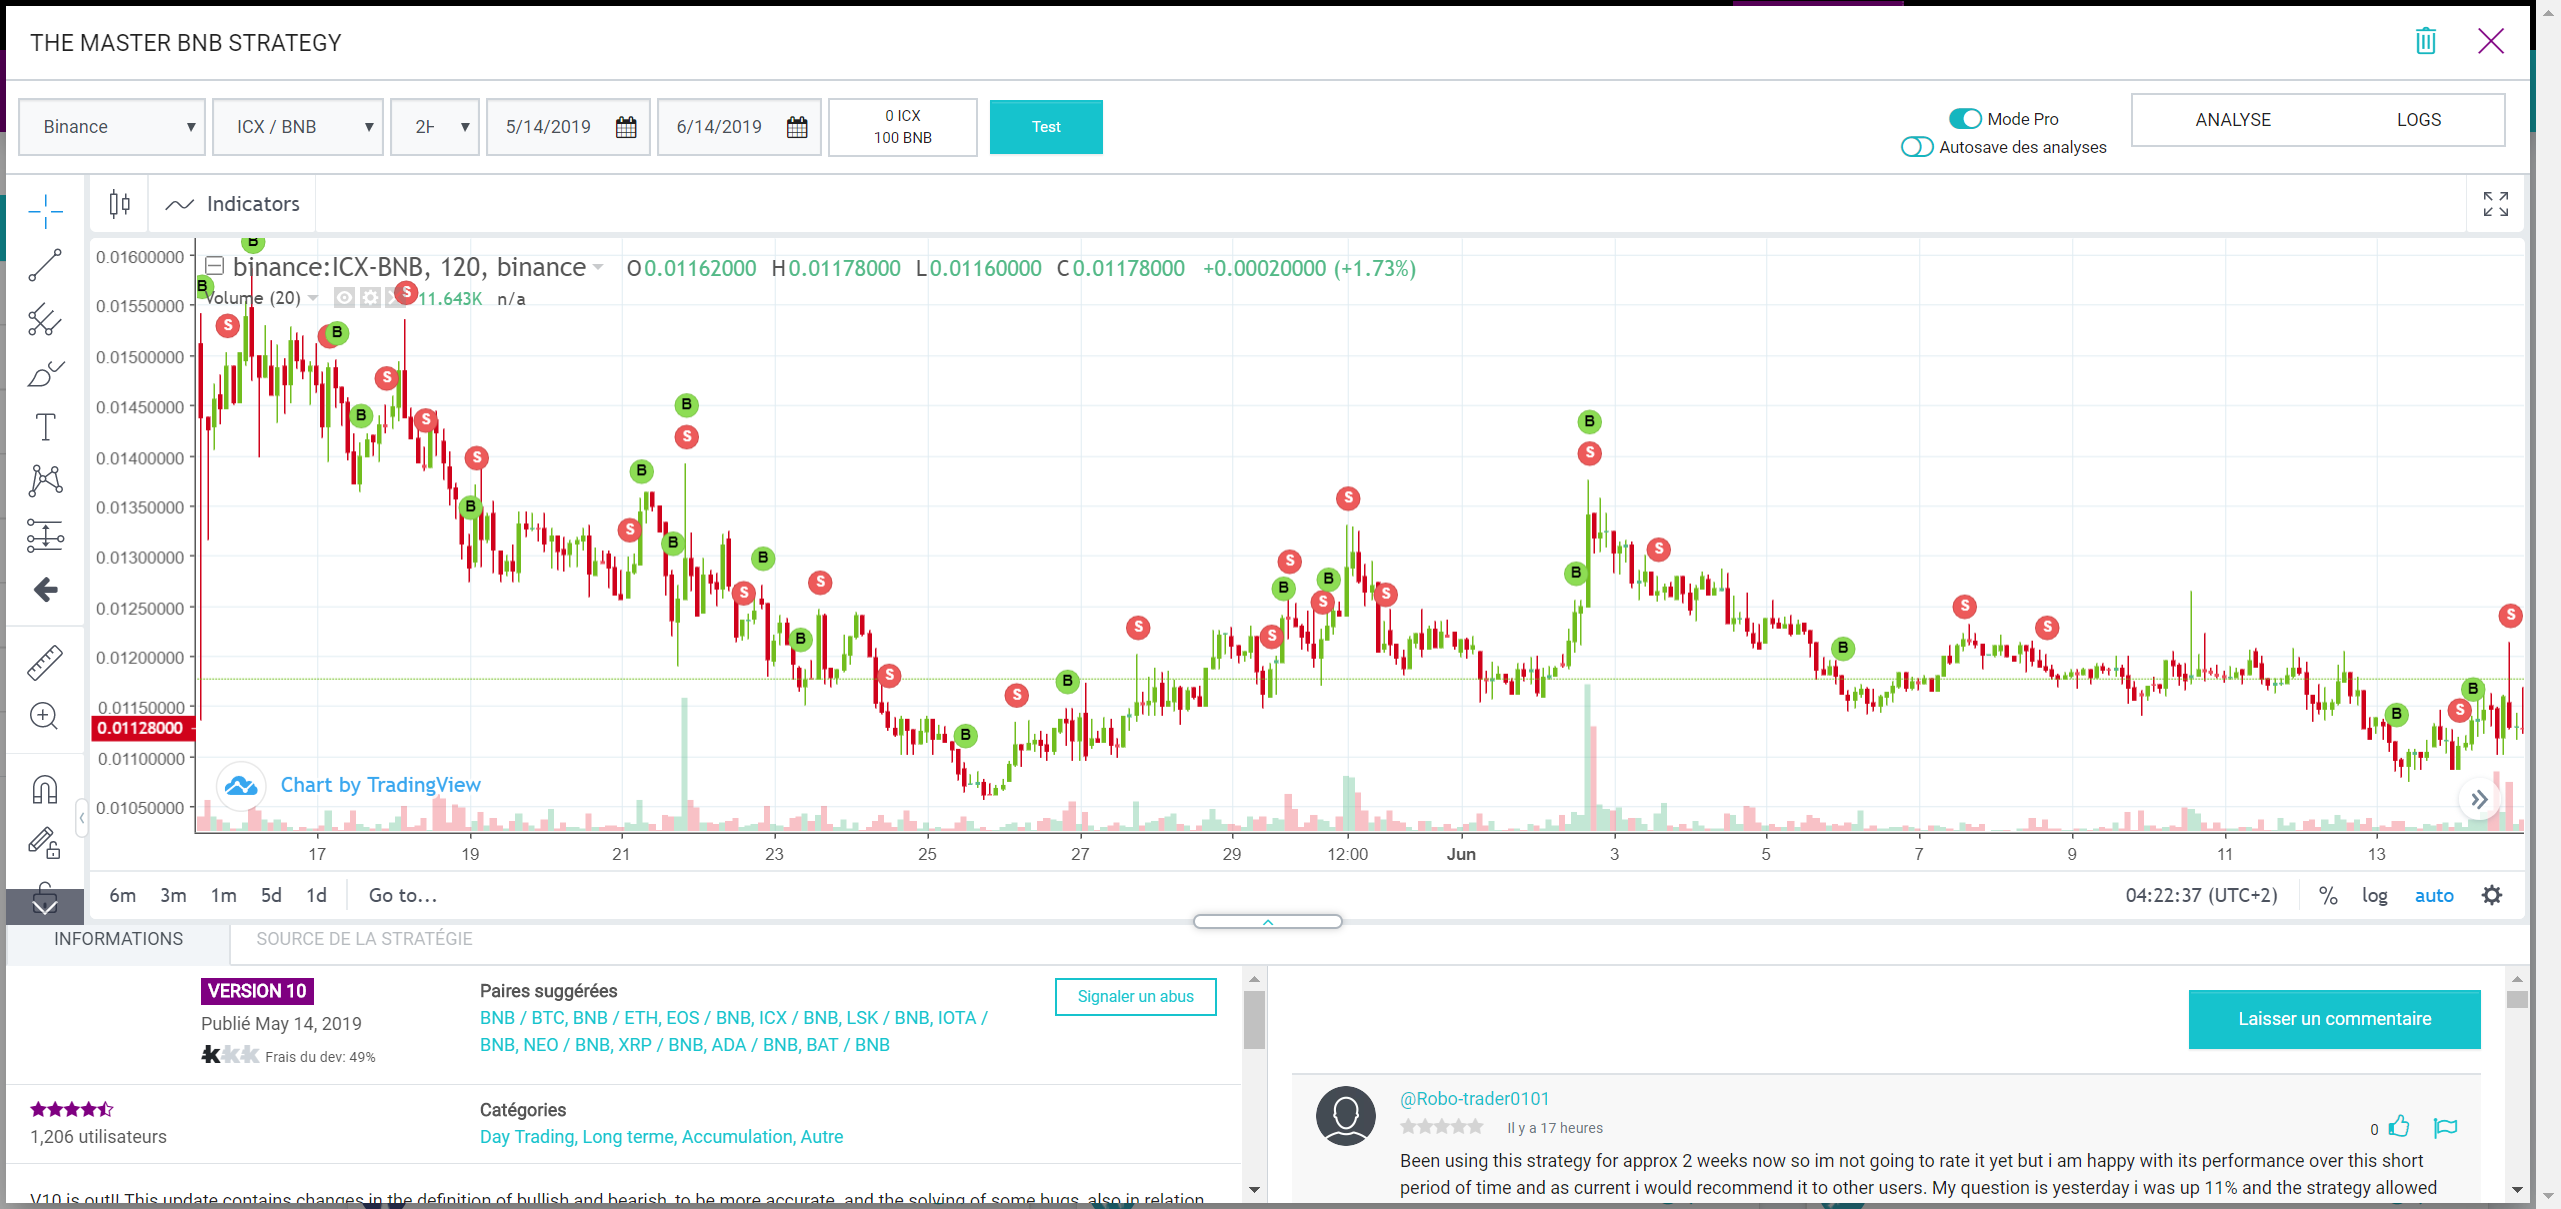 THE MASTER BNB STRATEGY
Binance ▼ ICX / BNB ▼ 2H ▼ 5/14/2019 6/14/2019
0 ICX
100 BNB
Test
Mode Pro
Autosave des analyses
ANALYSE LOGS
Indicators
binance:ICX-BNB, 120, binance O0.01162000 H0.01178000 L0.01160000 C0.01178000 +0.00020000 (+1.73%)
Volume (20) 11.643K n/a
0.01600000
0.01550000
0.01500000
0.01450000
0.01400000
0.01350000
0.01300000
0.01250000
0.01200000
0.01150000
0.01128000
0.01100000
0.01050000
Chart by TradingView
17 19 21 23 25 27 29 12:00 Jun 3 5 7 9 11 13
6m 3m 1m 5d 1d Go to... 04:22:37 (UTC+2) % log auto
INFORMATIONS SOURCE DE LA STRATÉGIE
VERSION 10
Publié May 14, 2019
Frais du dev: 49%
Paires suggérées
BNB / BTC, BNB / ETH, EOS / BNB, ICX / BNB, LSK / BNB, IOTA /
BNB, NEO / BNB, XRP / BNB, ADA / BNB, BAT / BNB
Signaler un abus
1,206 utilisateurs
Catégories
Day Trading, Long terme, Accumulation, Autre
V10 is out!! This update contains changes in the definition of bullish and bearish, to be more accurate, and the solving of some bugs, also in relation
Laisser un commentaire
@Robo-trader0101
Il y a 17 heures
0
Been using this strategy for approx 2 weeks now so im not going to rate it yet but i am happy with its performance over this short
period of time and as current i would recommend it to other users. My question is yesterday i was up 11% and the strategy allowed